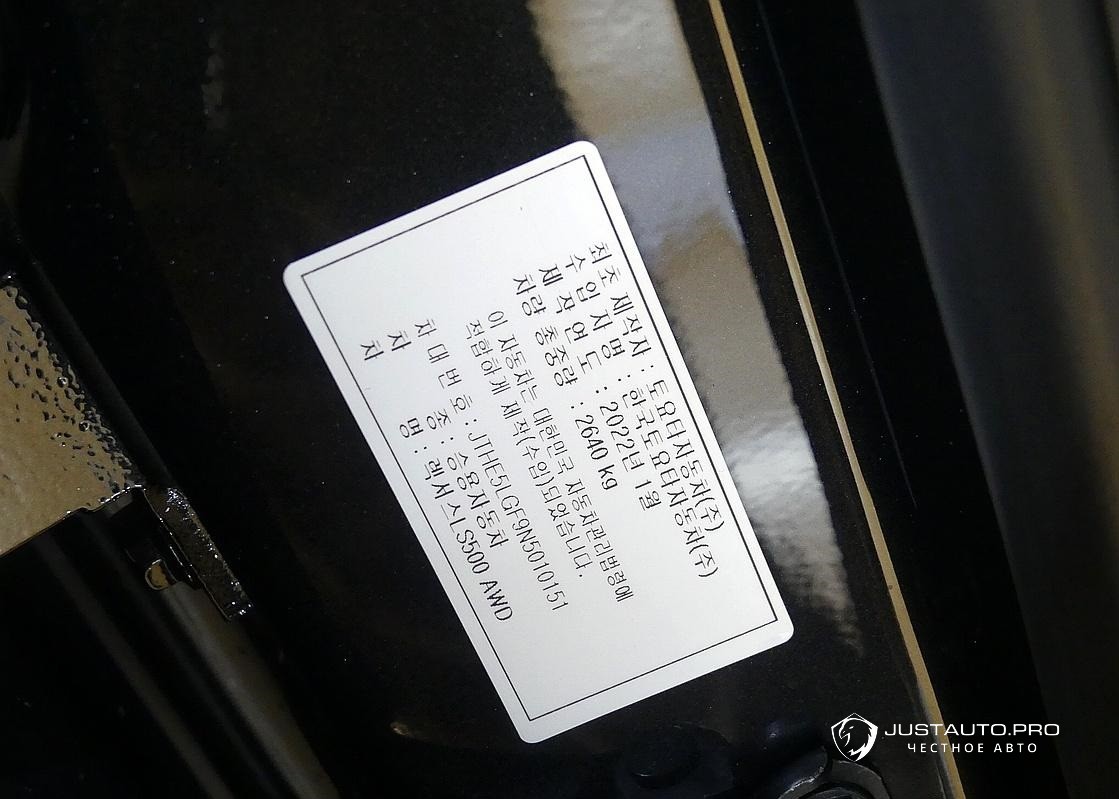 최초 제작자 : 토요타자동차(주)
수입자명 : 한국토요타자동차(주)
제작연도 : 2022년 1월
차량총중량 : 2640 kg
이 자동차는 대한민국 자동차관리법령에
적합하게 제작(수입)되었습니다.
차대번호 : JTHE5LGF9N5010151
차종 : 승용자동차
차명 : 렉서스 LS500 AWD
JUSTAUTO.PRO
ЧЕСТНОЕ АВТО